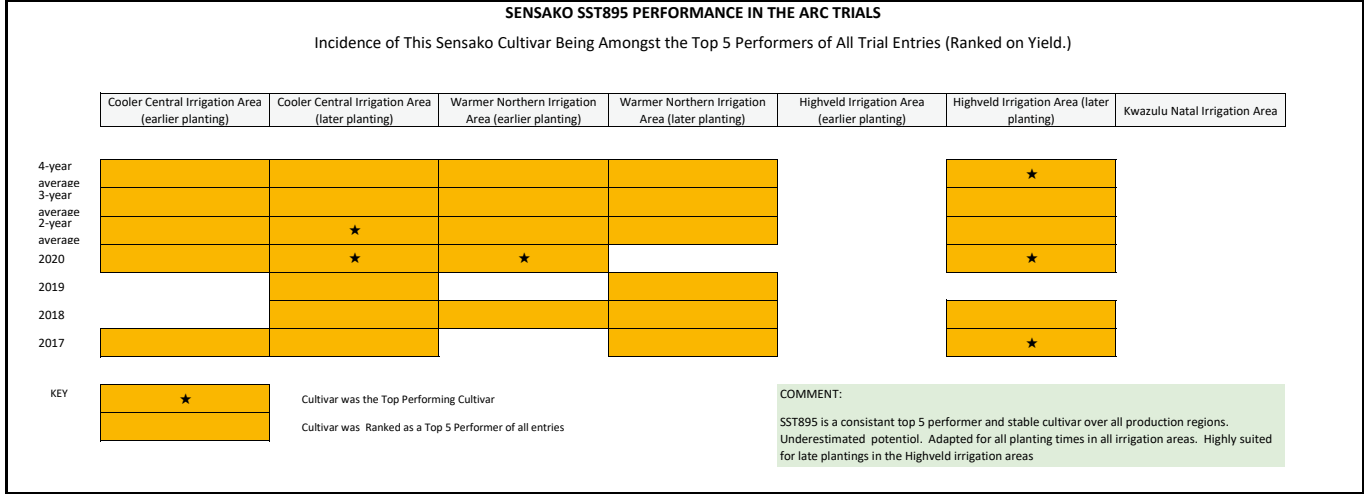 SENSAKO SST895 PERFORMANCE IN THE ARC TRIALS
Incidence of This Sensako Cultivar Being Amongst the Top 5 Performers of All Trial Entries (Ranked on Yield.)
Cooler Central Irrigation Area
(earlier planting)
Cooler Central Irrigation Area
(later planting)
Warmer Northern Irrigation
Area (earlier planting)
Warmer Northern Irrigation
Area (later planting)
Highveld Irrigation Area
(earlier planting)
Highveld Irrigation Area (later
planting)
Kwazulu Natal Irrigation Area
4-year
average
★
3-year
average
2-year
average
★
2020
★ ★ ★
2019
2018
2017
★
KEY
★
Cultivar was the Top Performing Cultivar
Cultivar was Ranked as a Top 5 Performer of all entries
COMMENT:
SST895 is a consistant top 5 performer and stable cultivar over all production regions.
Underestimated potentiol. Adapted for all planting times in all irrigation areas. Highly suited
for late plantings in the Highveld irrigation areas